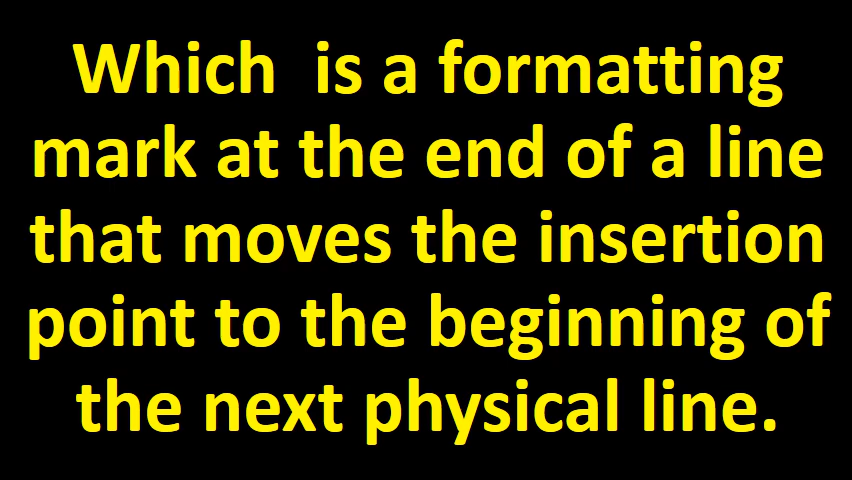 Which  is a formatting
mark at the end of a line
that moves the insertion
point to the beginning of
the next physical line.